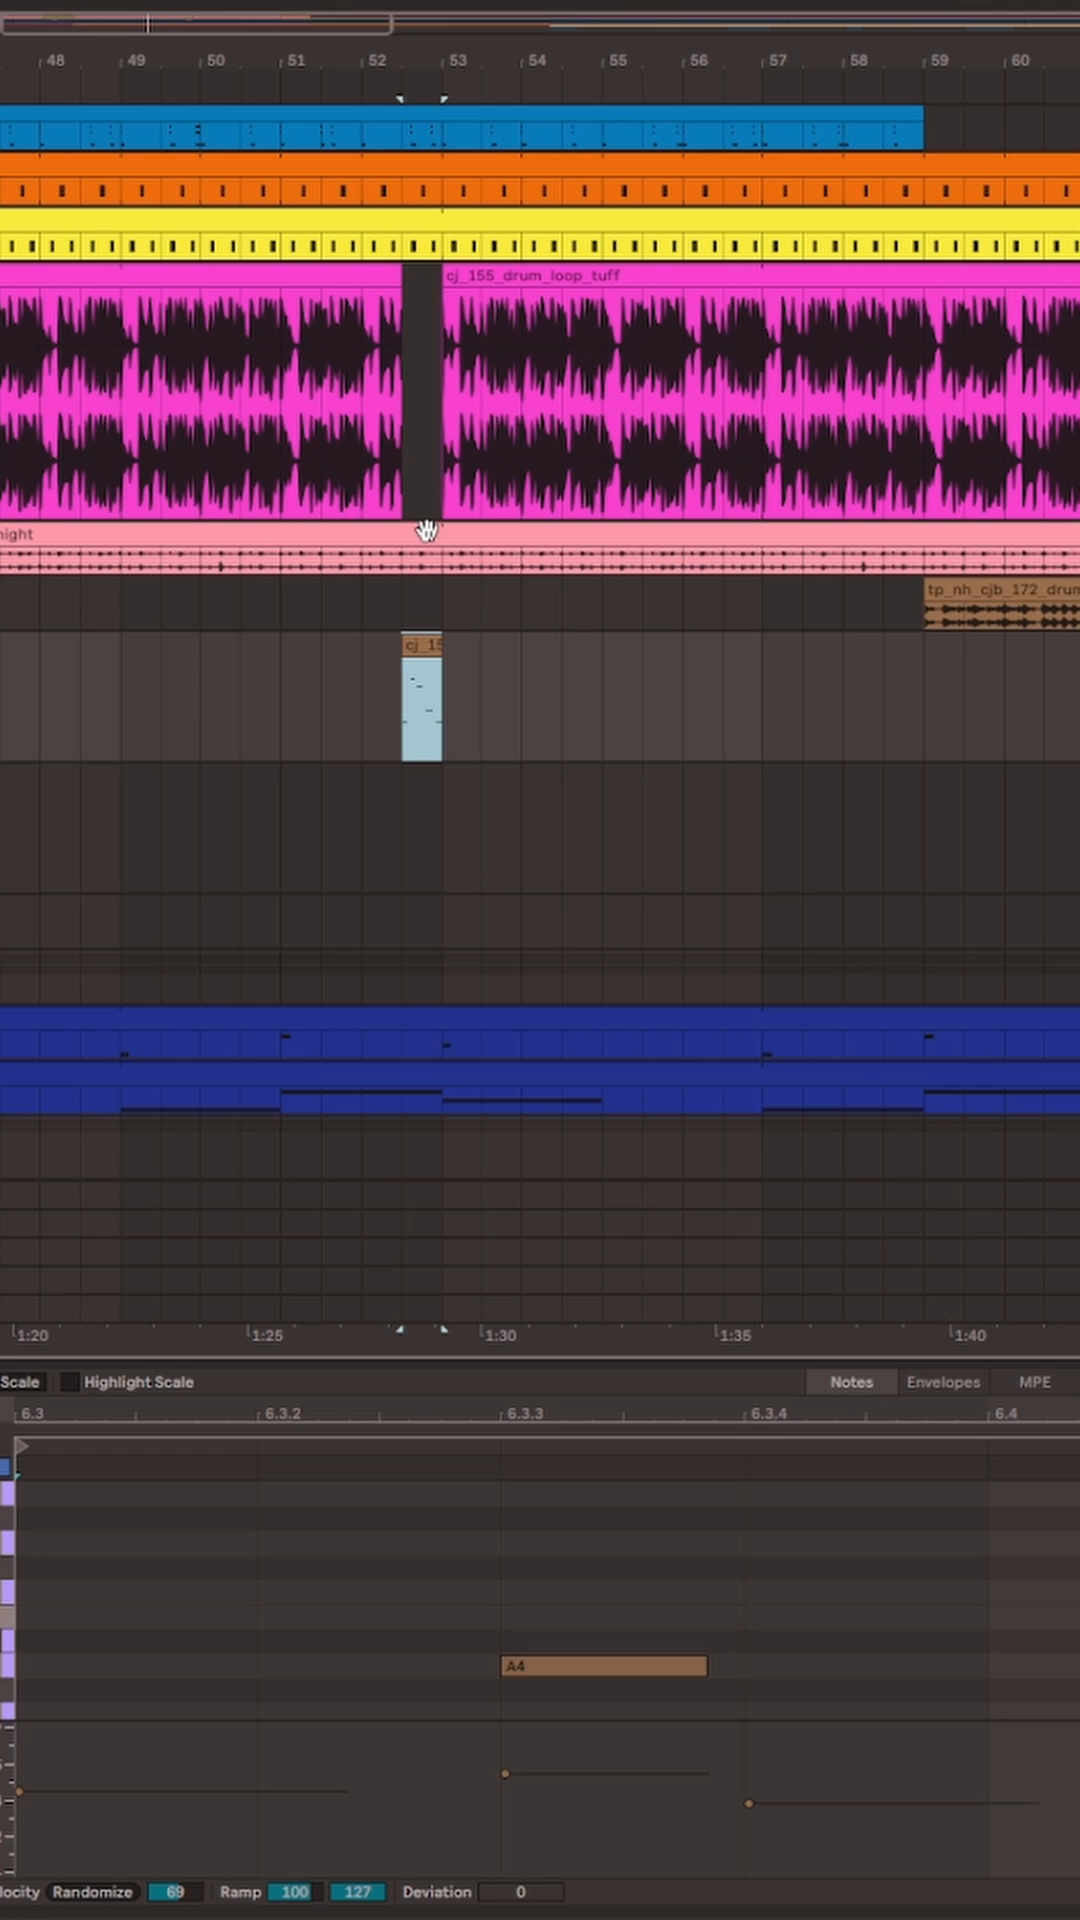 48 49 50 51 52 53 54 55 56 57 58 59 60
cj_155_drum_loop_tuff
night
tp_nh_cjb_172_drum
cj_15
1:20 1:25 1:30 1:35 1:40
Scale Highlight Scale Notes Envelopes MPE
6.3 6.3.2 6.3.3 6.3.4 6.4
A4
locity Randomize 69 Ramp 100 127 Deviation 0